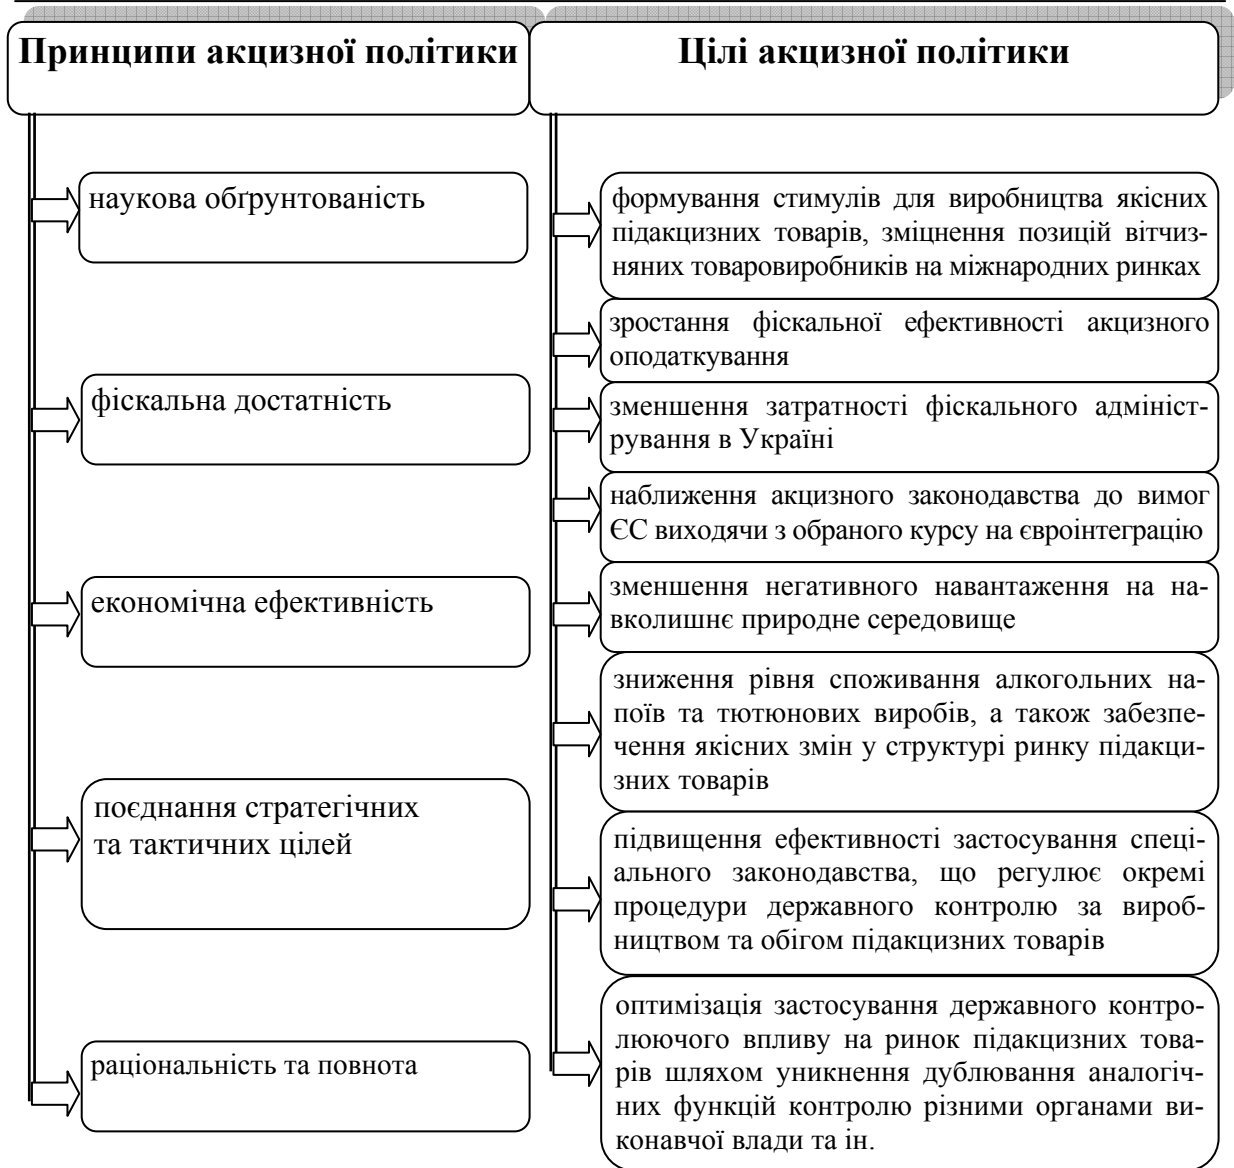 Принципи акцизної політики
наукова обґрунтованість
фіскальна достатність
економічна ефективність
поєднання стратегічних
та тактичних цілей
раціональність та повнота
Цілі акцизної політики
формування стимулів для виробництва якісних
підакцизних товарів, зміцнення позицій вітчиз-
няних товаровиробників на міжнародних ринках
зростання фіскальної ефективності акцизного
оподаткування
зменшення затратності фіскального адмініст-
рування в Україні
наближення акцизного законодавства до вимог
ЄС виходячи з обраного курсу на євроінтеграцію
зменшення негативного навантаження на на-
вколишнє природне середовище
зниження рівня споживання алкогольних на-
поїв та тютюнових виробів, а також забезпе-
чення якісних змін у структурі ринку підакци-
зних товарів
підвищення ефективності застосування спеці-
ального законодавства, що регулює окремі
процедури державного контролю за вироб-
ництвом та обігом підакцизних товарів
оптимізація застосування державного контро-
люючого впливу на ринок підакцизних това-
рів шляхом уникнення дублювання аналогіч-
них функцій контролю різними органами ви-
конавчої влади та ін.